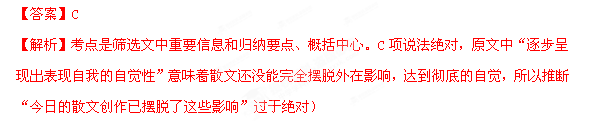 【答案】C
【解析】考点是筛选文中重要信息和归纳要点、概括中心。C 项说法绝对，原文中“逐步呈
现出表现自我的自觉性”意味着散文还没能完全摆脱外在影响，达到彻底的自觉，所以推断
“今日的散文创作已摆脱了这些影响”过于绝对）